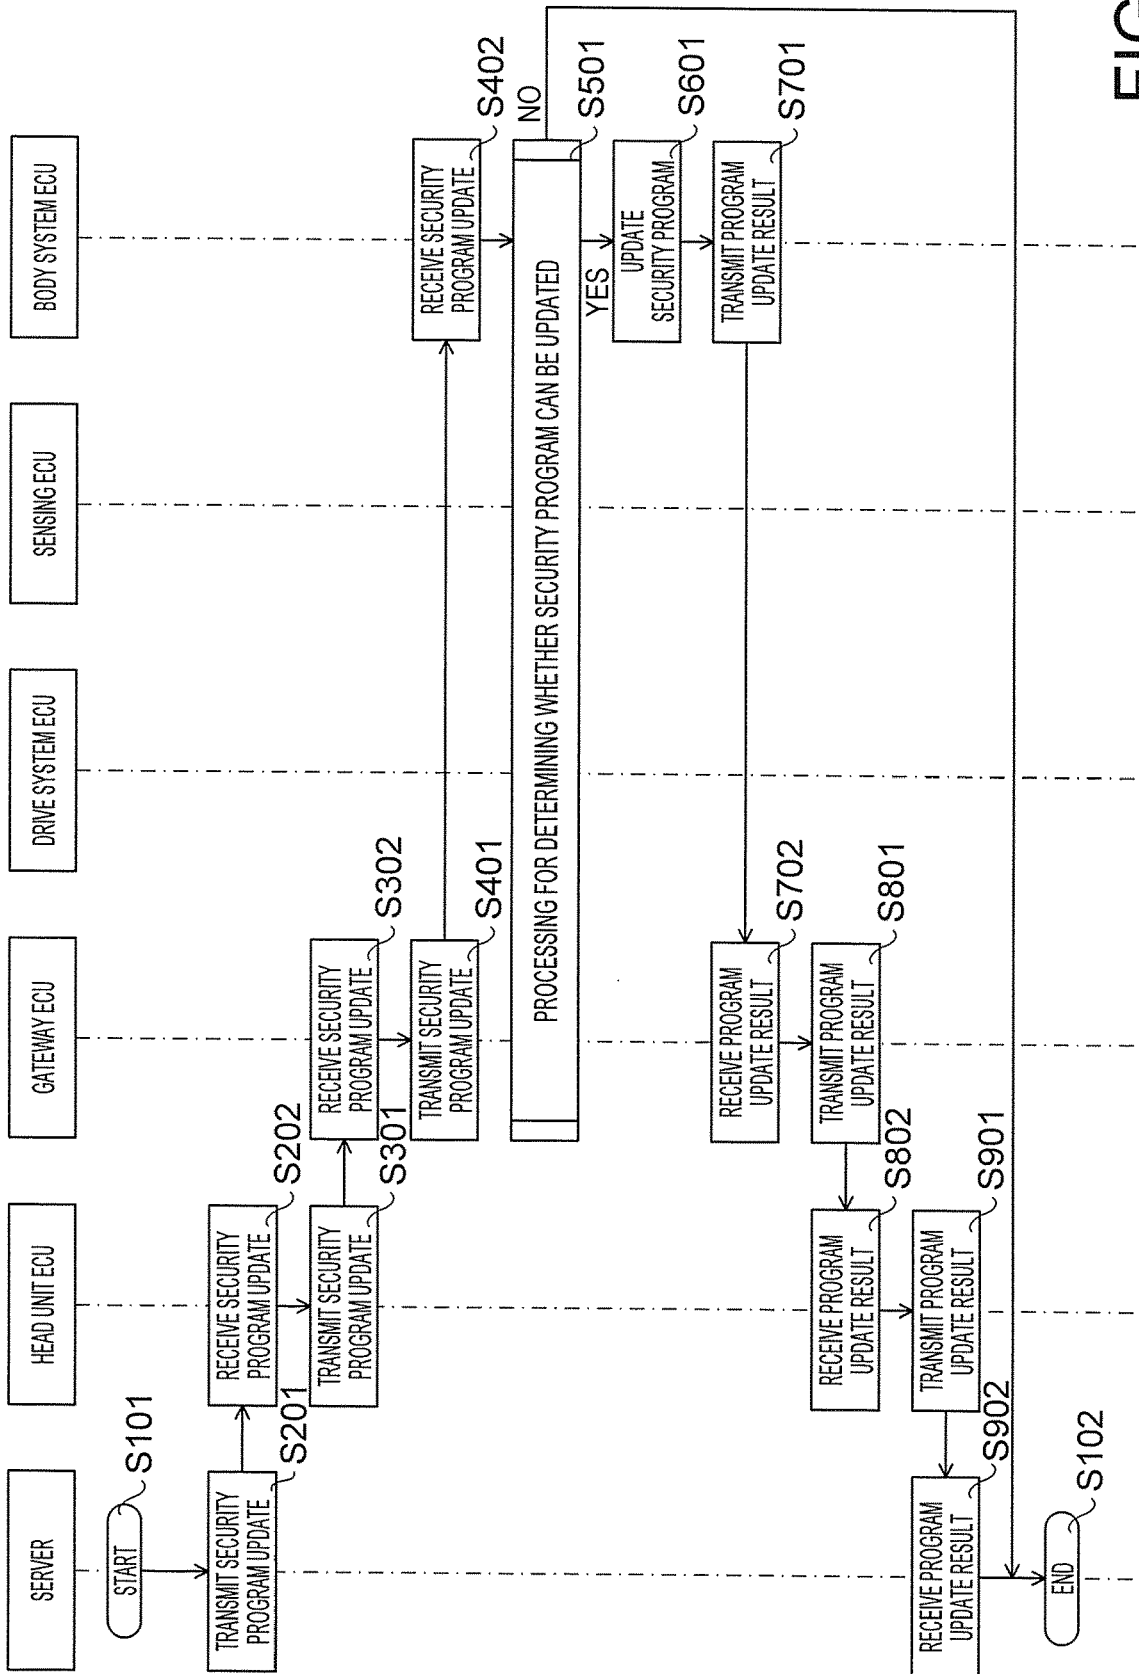 SERVER
HEAD UNIT ECU
GATEWAY ECU
DRIVE SYSTEM ECU
SENSING ECU
BODY SYSTEM ECU
START
S101
TRANSMIT SECURITY
PROGRAM UPDATE
S201
RECEIVE SECURITY
PROGRAM UPDATE
S202
TRANSMIT SECURITY
PROGRAM UPDATE
S301
RECEIVE SECURITY
PROGRAM UPDATE
S302
TRANSMIT SECURITY
PROGRAM UPDATE
S401
RECEIVE SECURITY
PROGRAM UPDATE
S402
PROCESSING FOR DETERMINING WHETHER SECURITY PROGRAM CAN BE UPDATED
S501
NO
YES
UPDATE
SECURITY PROGRAM
S601
TRANSMIT PROGRAM
UPDATE RESULT
S701
RECEIVE PROGRAM
UPDATE RESULT
S702
TRANSMIT PROGRAM
UPDATE RESULT
S801
RECEIVE PROGRAM
UPDATE RESULT
S802
TRANSMIT PROGRAM
UPDATE RESULT
S901
RECEIVE PROGRAM
UPDATE RESULT
S902
END
S102